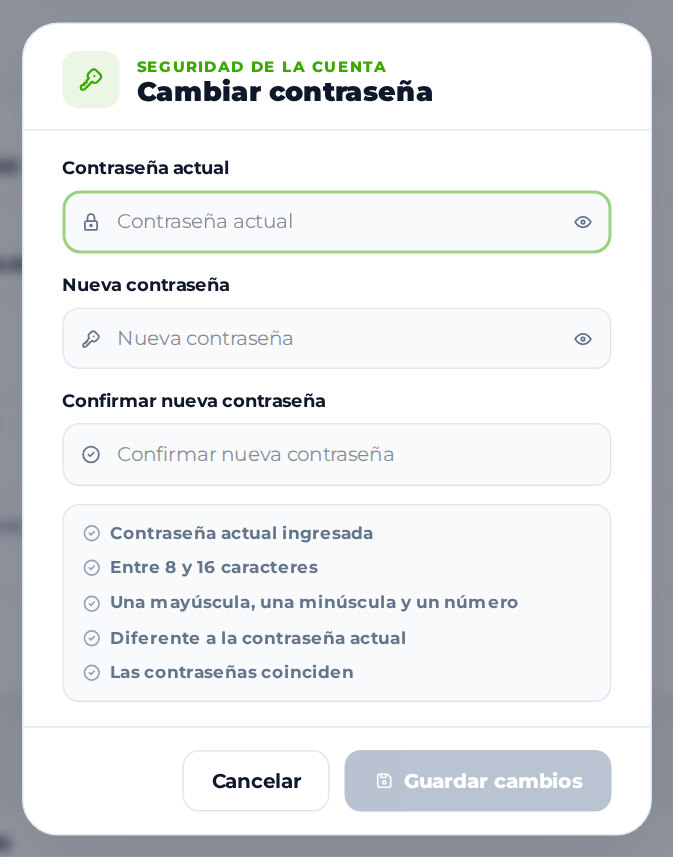 SEGURIDAD DE LA CUENTA
Cambiar contraseña
Contraseña actual
Contraseña actual
Nueva contraseña
Nueva contraseña
Confirmar nueva contraseña
Confirmar nueva contraseña
Contraseña actual ingresada
Entre 8 y 16 caracteres
Una mayúscula, una minúscula y un número
Diferente a la contraseña actual
Las contraseñas coinciden
Cancelar
Guardar cambios